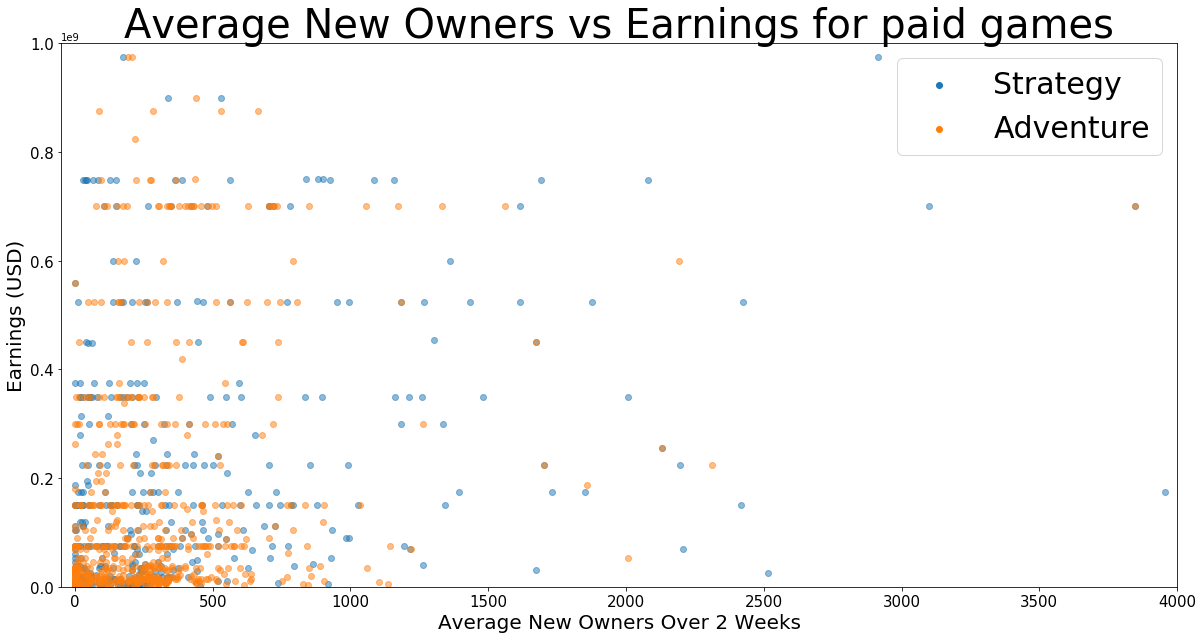 Average New Owners vs Earnings for paid games
1e9
Strategy
Adventure
1.0
0.8
0.6
0.4
0.2
0.0
Earnings (USD)
0 500 1000 1500 2000 2500 3000 3500 4000
Average New Owners Over 2 Weeks